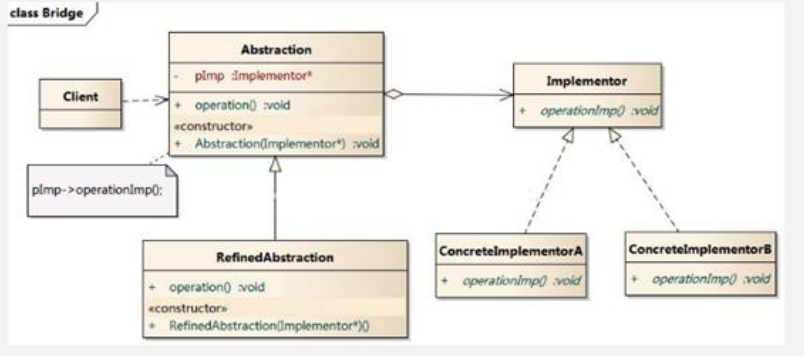 class Bridge
Abstraction
- pImp :Implementor*
+ operation() :void
«constructor»
+ Abstraction(Implementor*) :void
Client
pImp->operationImp();
Implementor
+ operationImp() :void
RefinedAbstraction
+ operation() :void
«constructor»
+ RefinedAbstraction(Implementor*)()
ConcreteImplementorA
+ operationImp() :void
ConcreteImplementorB
+ operationImp() :void